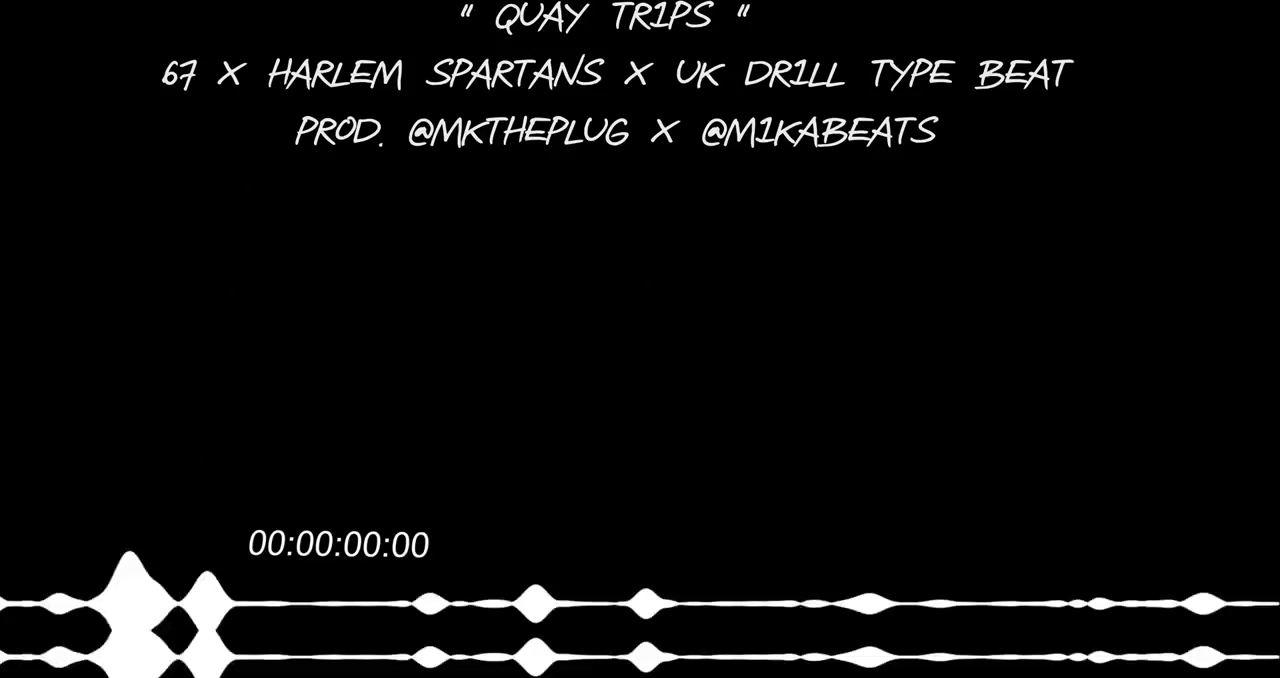 " QUAY TR1PS "
67 X HARLEM SPARTANS X UK DR1LL TYPE BEAT
PROD. @MKTHEPLUG X @M1KABEATS
00:00:00:00